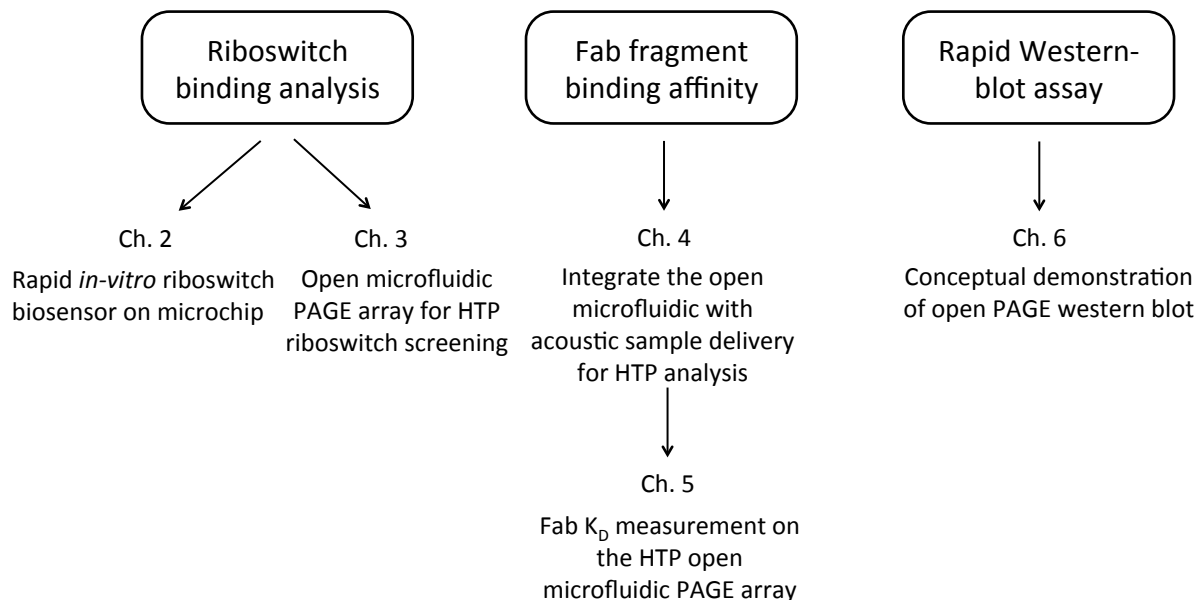 Riboswitch
binding analysis
Fab fragment
binding affinity
Rapid Western-
blot assay
Ch. 2
Rapid in-vitro riboswitch
biosensor on microchip
Ch. 3
Open microfluidic
PAGE array for HTP
riboswitch screening
Ch. 4
Integrate the open
microfluidic with
acoustic sample delivery
for HTP analysis
Ch. 5
Fab KD measurement on
the HTP open
microfluidic PAGE array
Ch. 6
Conceptual demonstration
of open PAGE western blot